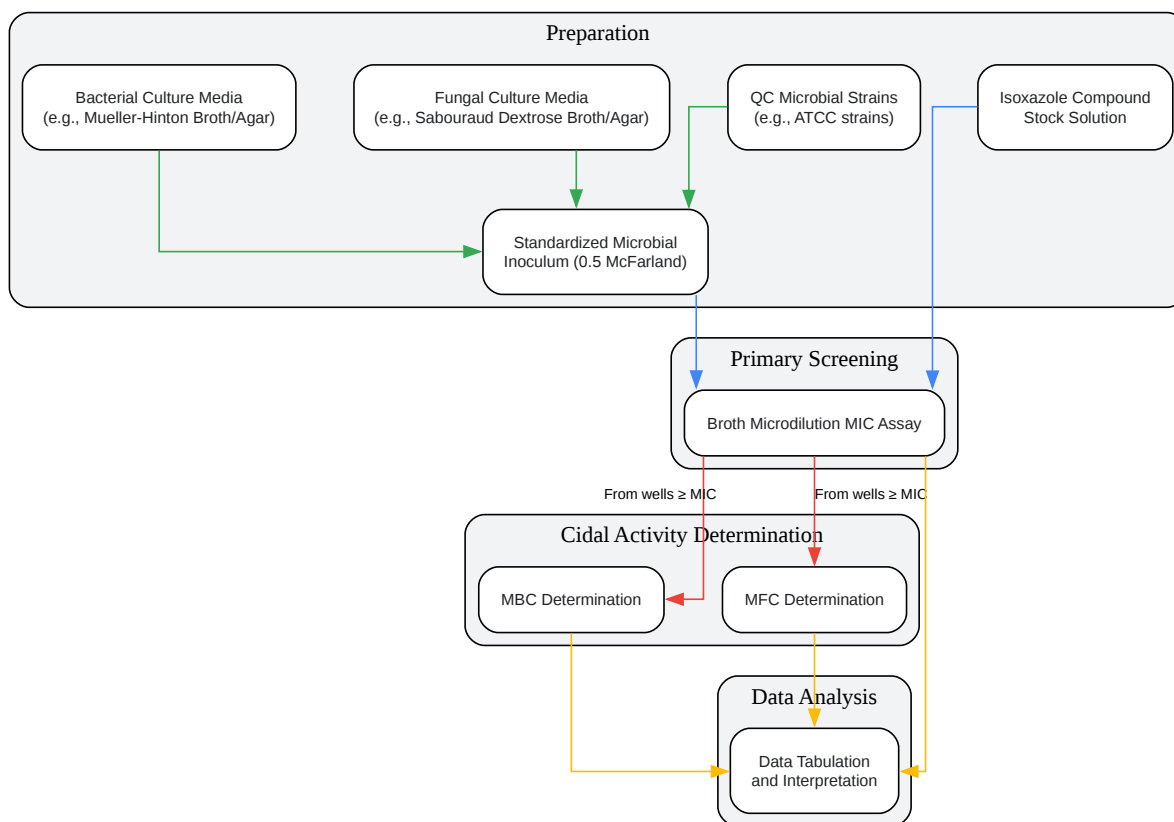 Preparation
Bacterial Culture Media
(e.g., Mueller-Hinton Broth/Agar)
Fungal Culture Media
(e.g., Sabouraud Dextrose Broth/Agar)
QC Microbial Strains
(e.g., ATCC strains)
Isoxazole Compound
Stock Solution
Standardized Microbial
Inoculum (0.5 McFarland)
Primary Screening
Broth Microdilution MIC Assay
From wells ≥ MIC
From wells ≥ MIC
Cidal Activity Determination
MBC Determination
MFC Determination
Data Analysis
Data Tabulation
and Interpretation